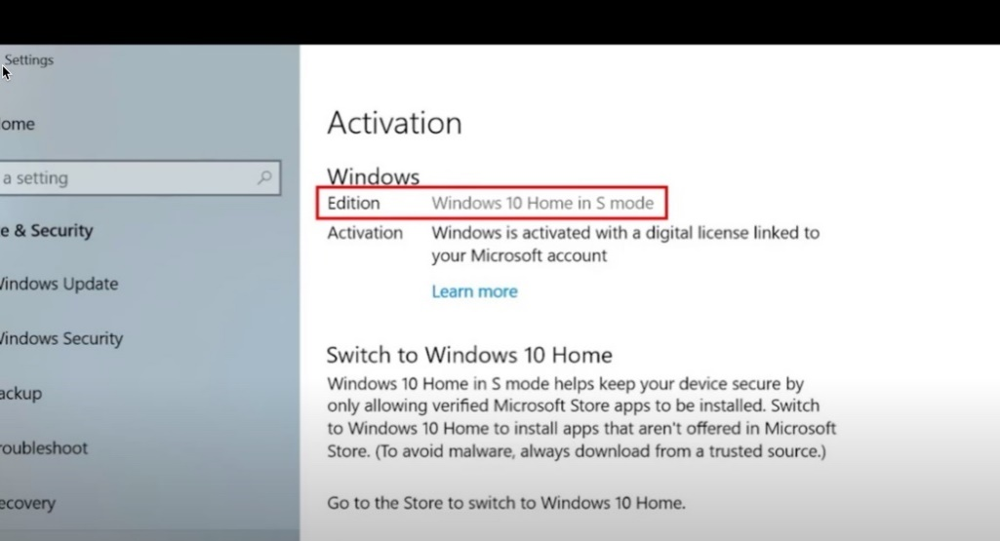 Settings
ome
Activation
a setting
Windows
Edition Windows 10 Home in S mode
e & Security
Activation Windows is activated with a digital license linked to
your Microsoft account
Windows Update
Learn more
Windows Security
Switch to Windows 10 Home
Windows 10 Home in S mode helps keep your device secure by
ackup
only allowing verified Microsoft Store apps to be installed. Switch
to Windows 10 Home to install apps that aren't offered in Microsoft
roubleshoot
Store. (To avoid malware, always download from a trusted source.)
ecovery
Go to the Store to switch to Windows 10 Home.